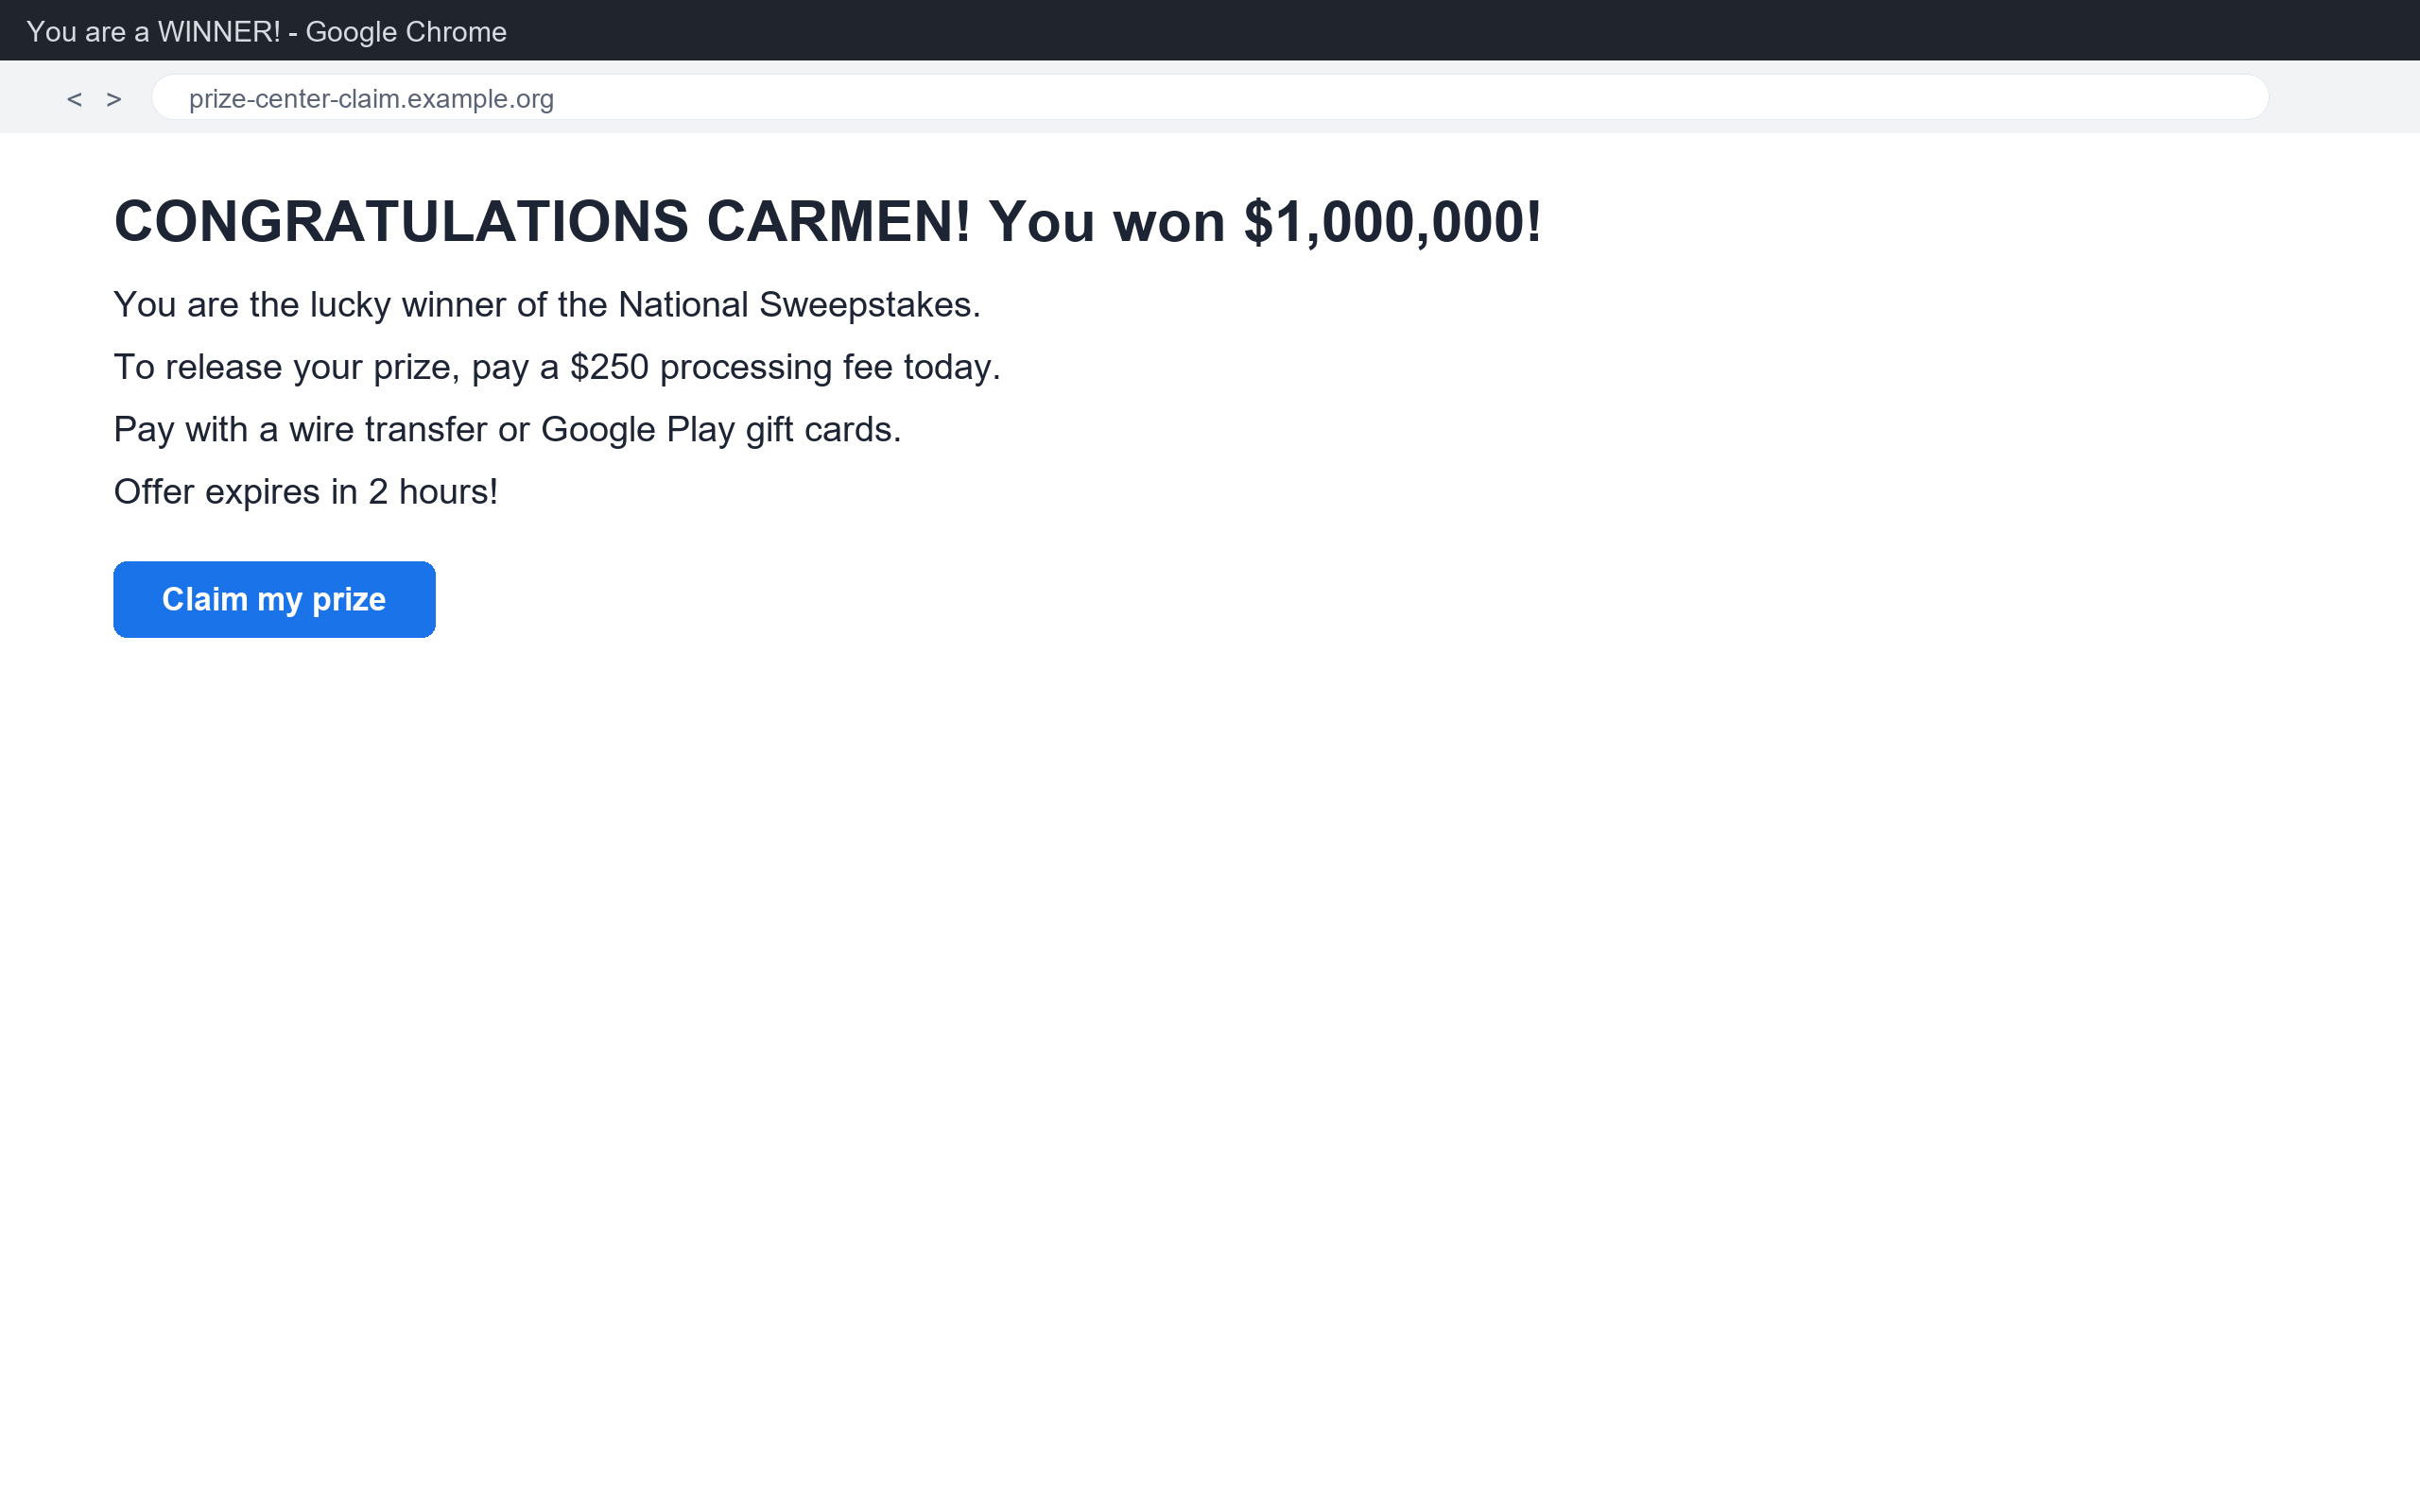 You are a WINNER! - Google Chrome
< > prize-center-claim.example.org
CONGRATULATIONS CARMEN! You won $1,000,000!
You are the lucky winner of the National Sweepstakes.
To release your prize, pay a $250 processing fee today.
Pay with a wire transfer or Google Play gift cards.
Offer expires in 2 hours!
Claim my prize